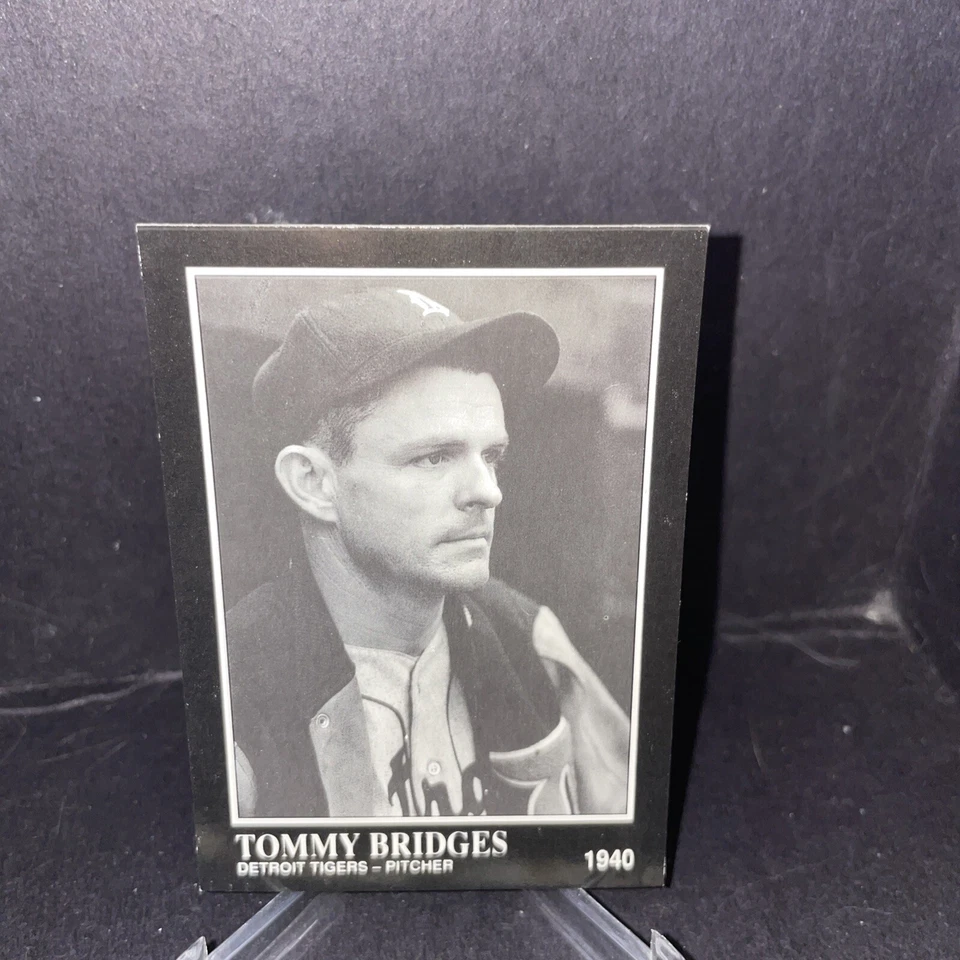 TOMMY BRIDGES
DETROIT TIGERS – PITCHER
1940